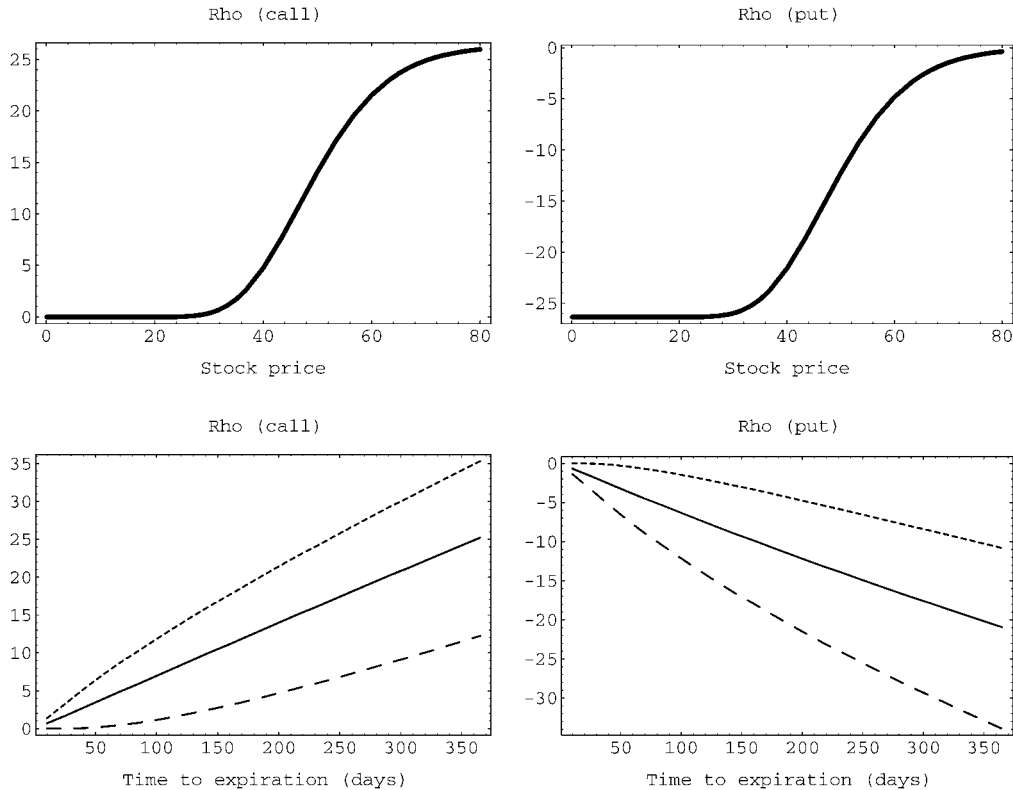 Rho (call)
25
20
15
10
5
0
0 20 40 60 80
Stock price
Rho (put)
0
-5
-10
-15
-20
-25
0 20 40 60 80
Stock price
Rho (call)
35
30
25
20
15
10
5
0
50 100 150 200 250 300 350
Time to expiration (days)
Rho (put)
0
-5
-10
-15
-20
-25
-30
50 100 150 200 250 300 350
Time to expiration (days)